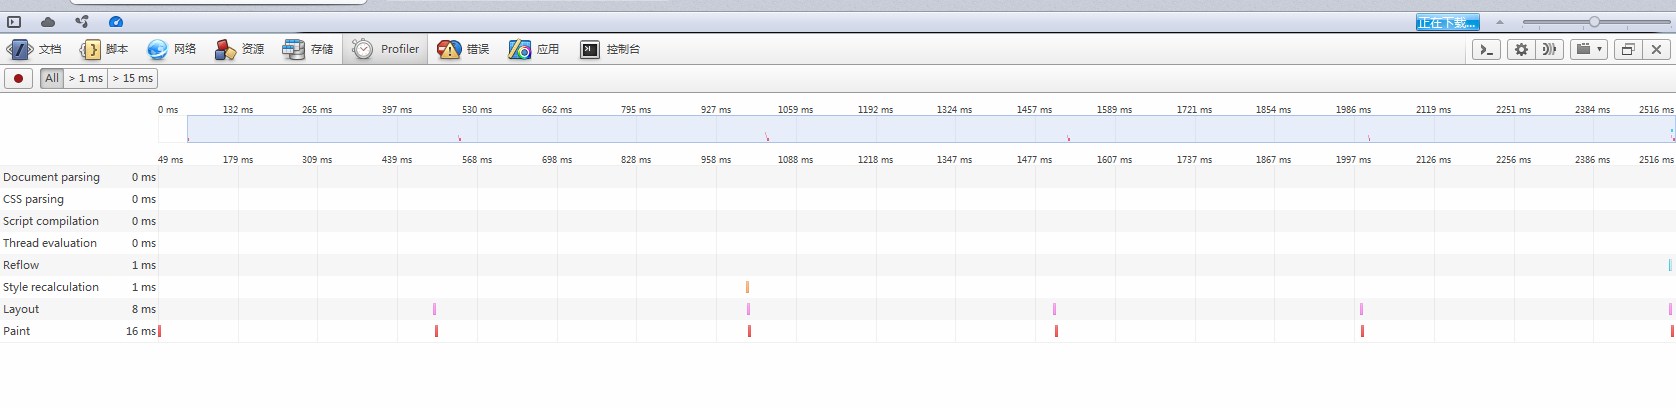 正在下载...
文档 脚本 网络 资源 存储 Profiler 错误 应用 控制台
All > 1 ms > 15 ms
0 ms 132 ms 265 ms 397 ms 530 ms 662 ms 795 ms 927 ms 1059 ms 1192 ms 1324 ms 1457 ms 1589 ms 1721 ms 1854 ms 1986 ms 2119 ms 2251 ms 2384 ms 2516 ms
49 ms 179 ms 309 ms 439 ms 568 ms 698 ms 828 ms 958 ms 1088 ms 1218 ms 1347 ms 1477 ms 1607 ms 1737 ms 1867 ms 1997 ms 2126 ms 2256 ms 2386 ms 2516 ms
Document parsing 0 ms
CSS parsing 0 ms
Script compilation 0 ms
Thread evaluation 0 ms
Reflow 1 ms
Style recalculation 1 ms
Layout 8 ms
Paint 16 ms